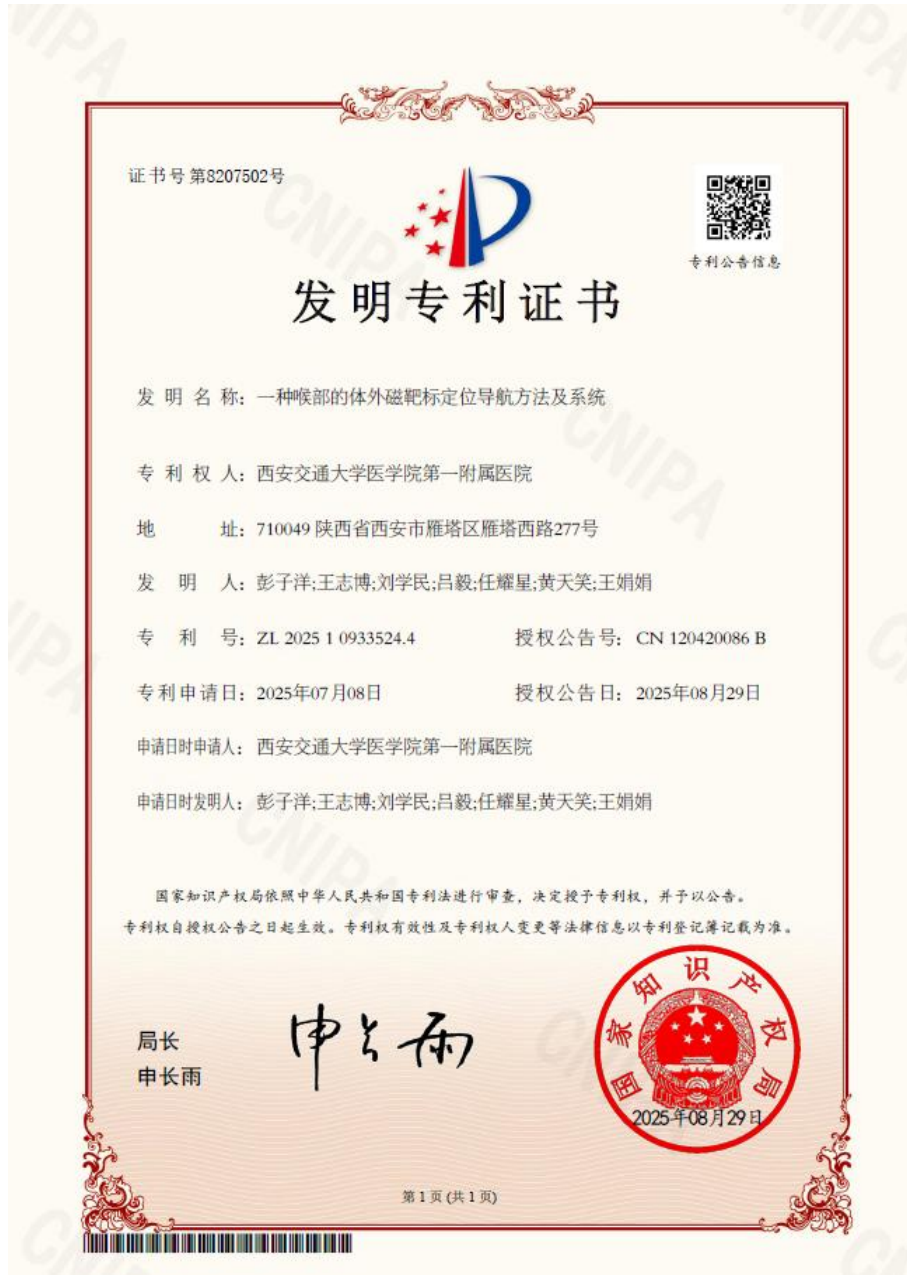 证书号第8207502号
专利公告信息
发明专利证书
发明名称：一种喉部的体外磁靶标定位导航方法及系统
专利权人：西安交通大学医学院第一附属医院
地址：710049 陕西省西安市雁塔区雁塔西路277号
发明人：彭子洋;王志博;刘学民;吕毅;任耀星;黄天笑;王娟娟
专利号：ZL 2025 1 0933524.4 授权公告号：CN 120420086 B
专利申请日：2025年07月08日 授权公告日：2025年08月29日
申请日时申请人：西安交通大学医学院第一附属医院
申请日时发明人：彭子洋;王志博;刘学民;吕毅;任耀星;黄天笑;王娟娟
国家知识产权局依照中华人民共和国专利法进行审查，决定授予专利权，并予以公告。
专利权自授权公告之日起生效。专利权有效性及专利权人变更等法律信息以专利登记簿记载为准。
局长
申长雨
申长雨
国家知识产权局
2025年08月29日
第1页(共1页)
CNIPA